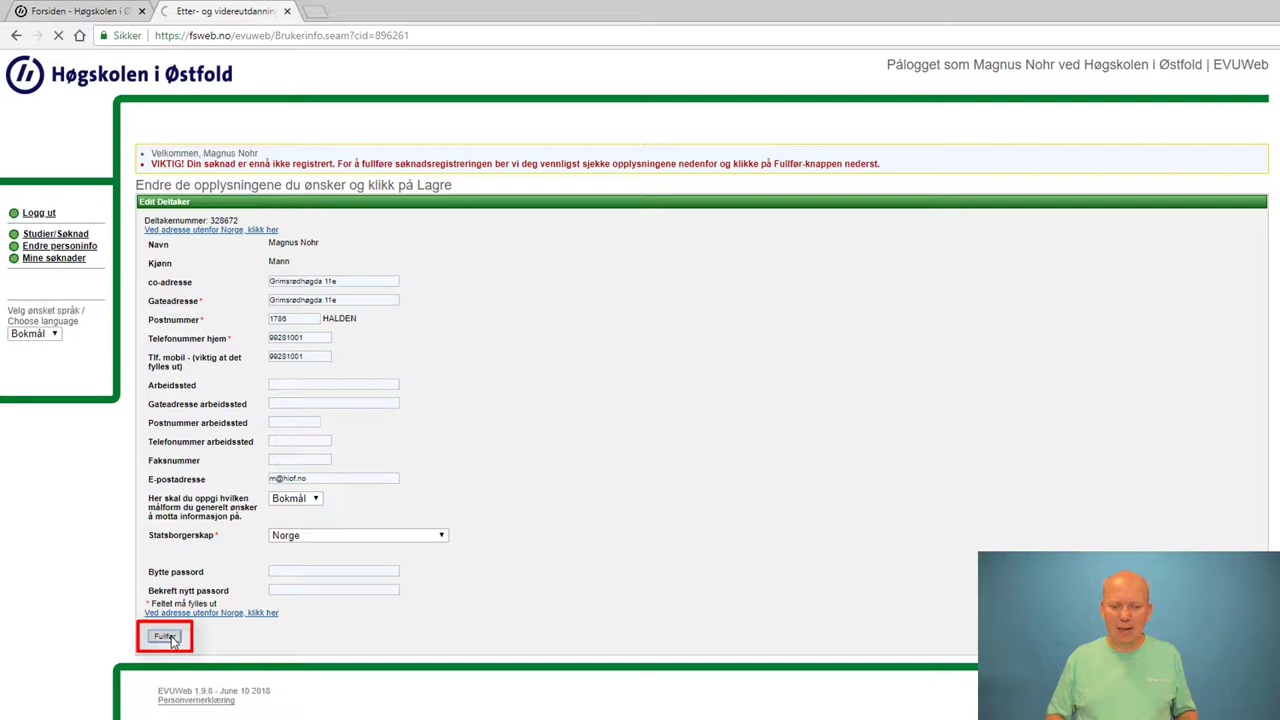 Forsiden - Høgskolen i Ø
Etter- og videreutdannin
Sikker
https://fsweb.no/evuweb/Brukerinfo.seam?cid=896261
Høgskolen i Østfold
Pålogget som Magnus Nohr ved Høgskolen i Østfold | EVUWeb
Velkommen, Magnus Nohr
VIKTIG! Din søknad er ennå ikke registrert. For å fullføre søknadsregistreringen ber vi deg vennligst sjekke opplysningene nedenfor og klikke på Fullfør-knappen nederst.
Endre de opplysningene du ønsker og klikk på Lagre
Edit Deltaker
Logg ut
Studier/Søknad
Endre personinfo
Mine søknader
Velg ønsket språk /
Choose language
Bokmål
Deltakernummer: 328672
Ved adresse utenfor Norge, klikk her
Navn Magnus Nohr
Kjønn Mann
co-adresse Grimsrødhøgda 11e
Gateadresse* Grimsrødhøgda 11e
Postnummer* 1786 HALDEN
Telefonummer hjem* 99281001
Tlf. mobil - (viktig at det 99281001
fylles ut)
Arbeidssted
Gateadresse arbeidssted
Postnummer arbeidssted
Telefonummer arbeidssted
Faksnummer
E-postadresse m@hiof.no
Her skal du oppgi hvilken Bokmål
målform du generelt ønsker
å motta informasjon på.
Statsborgerskap* Norge
Bytte passord
Bekreft nytt passord
* Feltet må fylles ut
Ved adresse utenfor Norge, klikk her
Fullfør
EVUWeb 1.9.8 - June 10 2018
Personvernerklæring